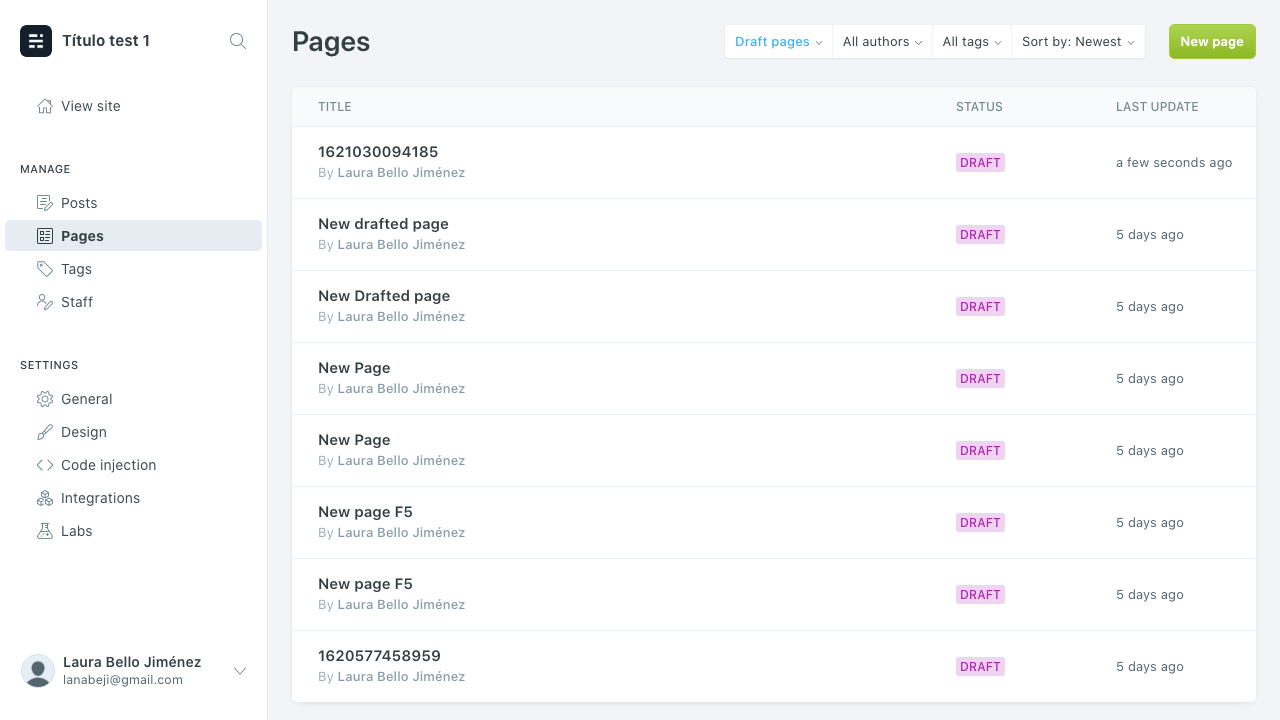 Título test 1
View site
MANAGE
Posts
Pages
Tags
Staff
SETTINGS
General
Design
Code injection
Integrations
Labs
Laura Bello Jiménez
lanabeji@gmail.com
Pages
Draft pages
All authors
All tags
Sort by: Newest
New page
TITLE STATUS LAST UPDATE
1621030094185
By Laura Bello Jiménez
DRAFT
a few seconds ago
New drafted page
By Laura Bello Jiménez
DRAFT
5 days ago
New Drafted page
By Laura Bello Jiménez
DRAFT
5 days ago
New Page
By Laura Bello Jiménez
DRAFT
5 days ago
New Page
By Laura Bello Jiménez
DRAFT
5 days ago
New page F5
By Laura Bello Jiménez
DRAFT
5 days ago
New page F5
By Laura Bello Jiménez
DRAFT
5 days ago
1620577458959
By Laura Bello Jiménez
DRAFT
5 days ago